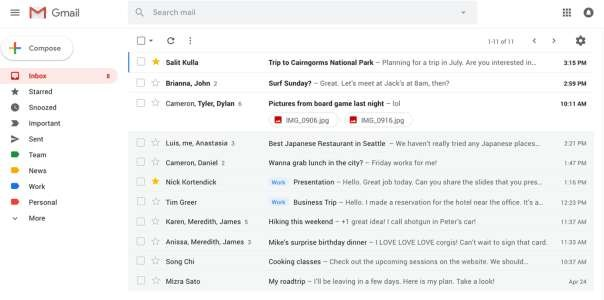 Gmail
Search mail
Compose
1-11 of 11
Inbox 8
Starred
Snoozed
Important
Sent
Team
News
Work
Personal
More
Salit Kulla Trip to Cairngorms National Park – Planning for a trip in July. Are you interested in... 3:15 PM
Brianna, John 2 Surf Sunday? – Great. Let's meet at Jack's at 8am, then? 2:59 PM
Cameron, Tyler, Dylan 6 Pictures from board game last night – lol 10:11 AM
IMG_0906.jpg IMG_0916.jpg
Luis, me, Anastasia 3 Best Japanese Restaurant in Seattle – We haven't really tried any Japanese places... 2:21 PM
Cameron, Daniel 2 Wanna grab lunch in the city? – Friday works for me! 1:47 PM
Nick Kortendick Work Presentation – Hello. Great job today. Can you share the slides that you pres... 1:16 PM
Tim Greer Work Business Trip – Hello. I made a reservation for the hotel near the office. It's a... 12:23 PM
Karen, Meredith, James 5 Hiking this weekend – +1 great idea! I call shotgun in Peter's car! 11:37 AM
Anissa, Meredith, James 3 Mike's surprise birthday dinner – I LOVE LOVE LOVE corgis! Can't wait to sign that card. 11:33 AM
Song Chi Cooking classes – Check out the upcoming sessions on the website. We should... 10:37 AM
Mizra Sato My roadtrip – I'll be leaving in a few days. Here is my plan. Take a look! Apr 24